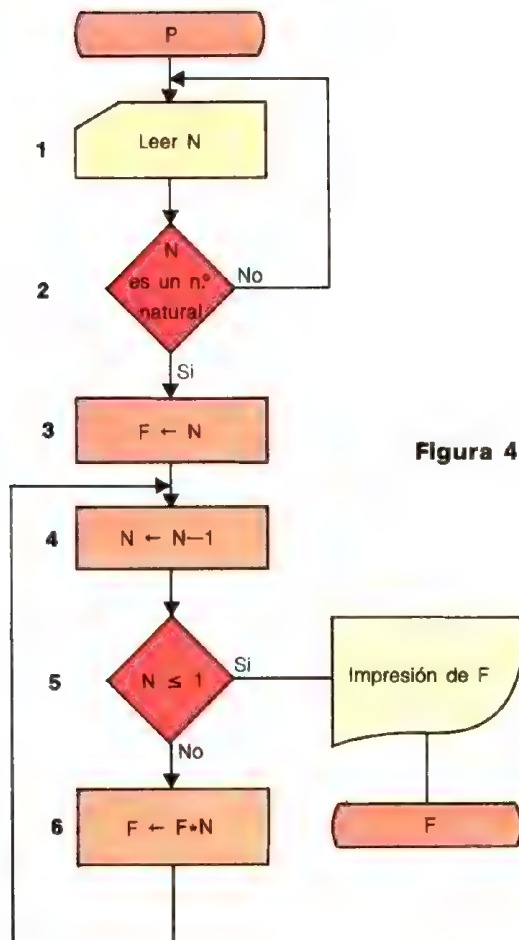 P
1
Leer N
2
N
es un n.º
natural
No
Si
3
F ← N
Figura 4
4
N ← N−1
5
N ≤ 1
Si
Impresión de F
No
6
F ← F*N
F